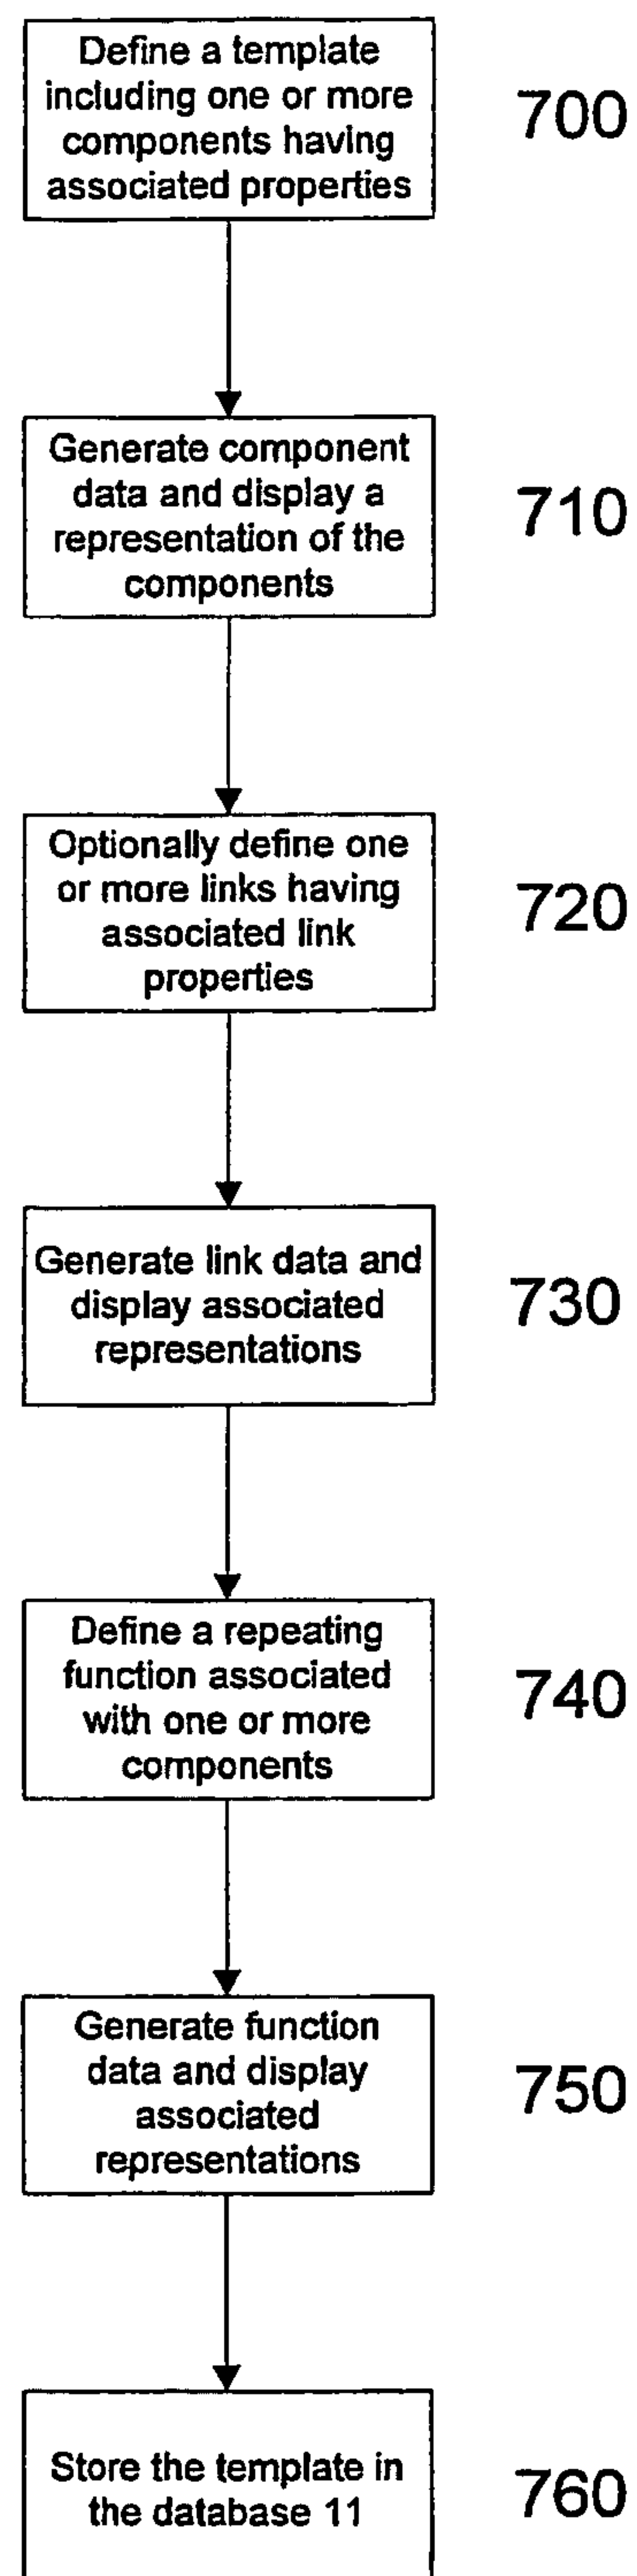 Define a template
including one or more
components having
associated properties
700
Generate component
data and display a
representation of the
components
710
Optionally define one
or more links having
associated link
properties
720
Generate link data and
display associated
representations
730
Define a repeating
function associated
with one or more
components
740
Generate function
data and display
associated
representations
750
Store the template in
the database 11
760